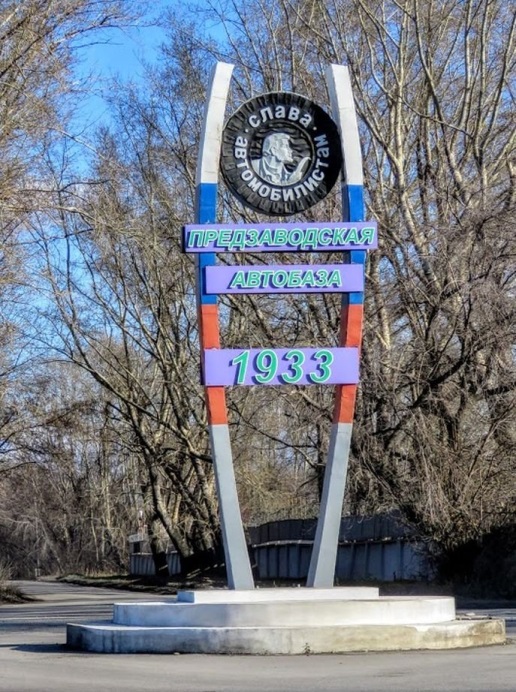 • СЛАВА •
АВТОМОБИЛИСТАМ
ПРЕДЗАВОДСКАЯ
АВТОБАЗА
1933